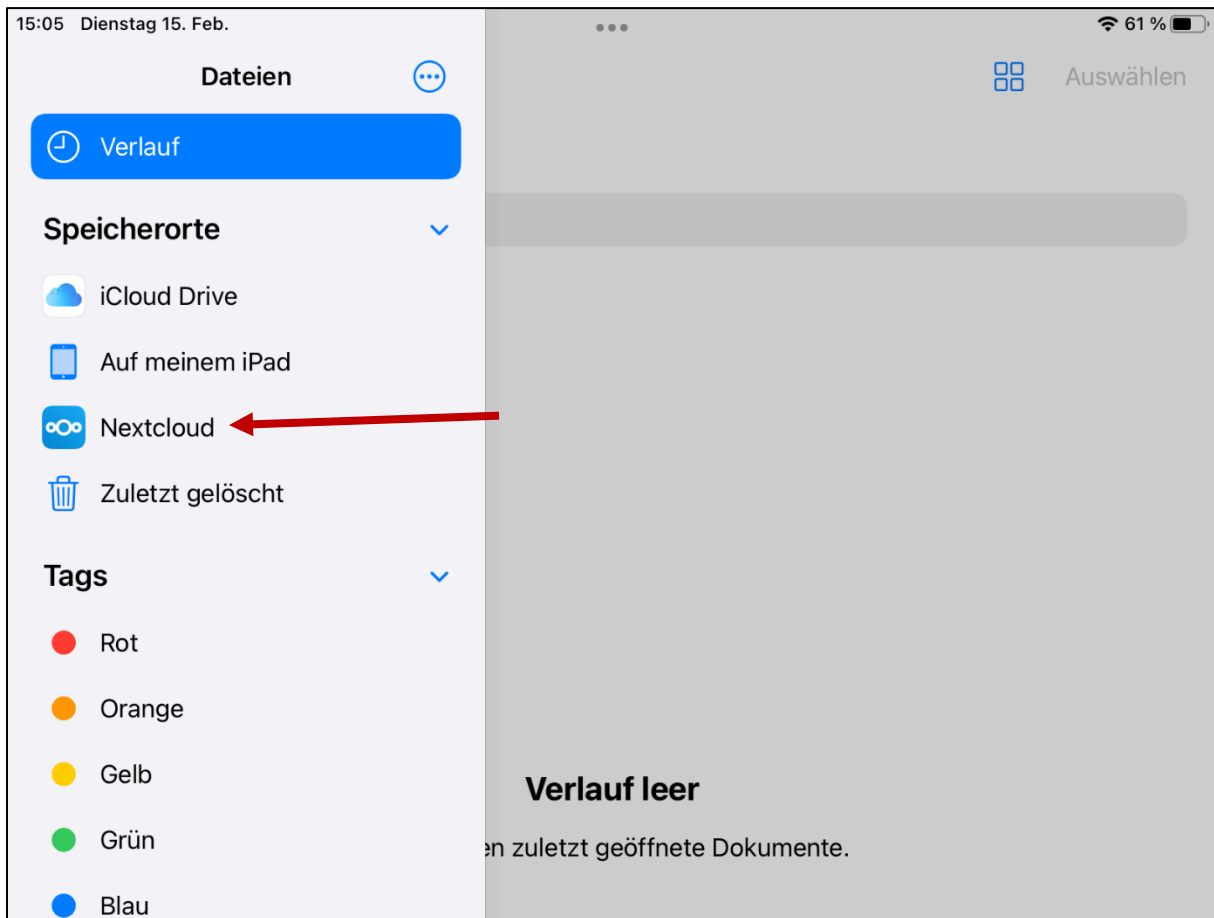 15:05 Dienstag 15. Feb.
61 %
Dateien
Auswählen
Verlauf
Speicherorte
iCloud Drive
Auf meinem iPad
Nextcloud
Zuletzt gelöscht
Tags
Rot
Orange
Gelb
Grün
Blau
Verlauf leer
en zuletzt geöffnete Dokumente.